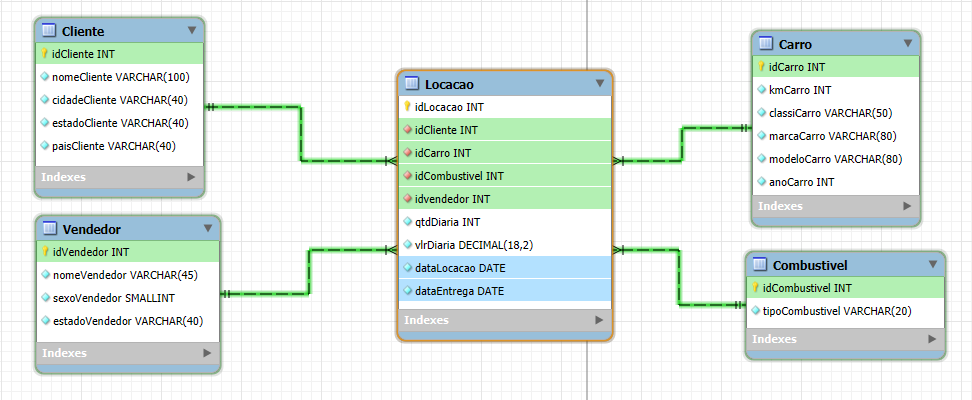 Cliente
idCliente INT
nomeCliente VARCHAR(100)
cidadeCliente VARCHAR(40)
estadoCliente VARCHAR(40)
paisCliente VARCHAR(40)
Indexes
Vendedor
idVendedor INT
nomeVendedor VARCHAR(45)
sexoVendedor SMALLINT
estadoVendedor VARCHAR(40)
Indexes
Locacao
idLocacao INT
idCliente INT
idCarro INT
idCombustivel INT
idvendedor INT
qtdDiaria INT
vlrDiaria DECIMAL(18,2)
dataLocacao DATE
dataEntrega DATE
Indexes
Carro
idCarro INT
kmCarro INT
classiCarro VARCHAR(50)
marcaCarro VARCHAR(80)
modeloCarro VARCHAR(80)
anoCarro INT
Indexes
Combustivel
idCombustivel INT
tipoCombustivel VARCHAR(20)
Indexes